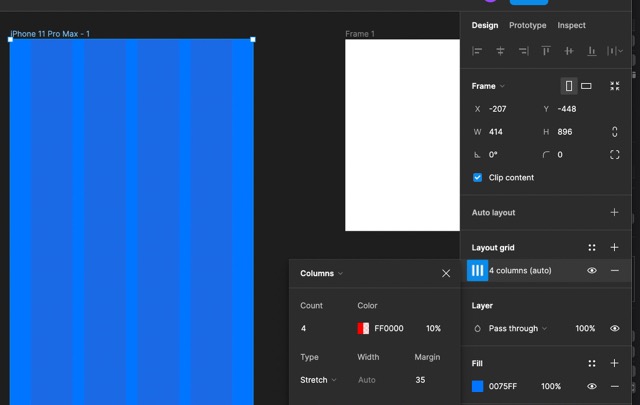 Design Prototype Inspect
iPhone 11 Pro Max - 1
Frame 1
Frame
X -207 Y -448
W 414 H 896
0° 0
Clip content
Auto layout
Layout grid
4 columns (auto)
Columns
Count Color
4 FF0000 10%
Type Width Margin
Stretch Auto 35
Layer
Pass through 100%
Fill
0075FF 100%